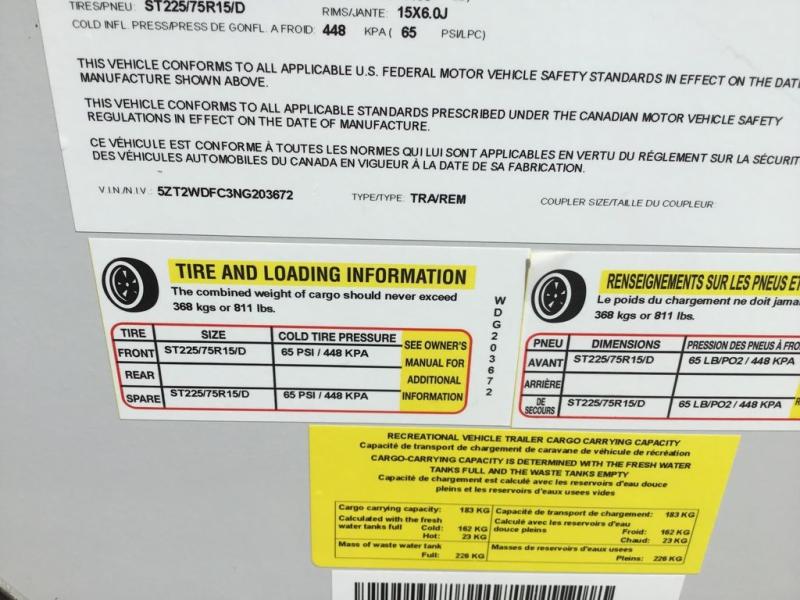 TIRES/PNEU: ST225/75R15/D
RIMS/JANTE: 15X6.0J
COLD INFL. PRESS/PRESS DE GONFL. A FROID: 448 KPA ( 65 PSI/LPC)
THIS VEHICLE CONFORMS TO ALL APPLICABLE U.S. FEDERAL MOTOR VEHICLE SAFETY STANDARDS IN EFFECT ON THE DATE
MANUFACTURE SHOWN ABOVE.
THIS VEHICLE CONFORMS TO ALL APPLICABLE STANDARDS PRESCRIBED UNDER THE CANADIAN MOTOR VEHICLE SAFETY
REGULATIONS IN EFFECT ON THE DATE OF MANUFACTURE.
CE VÉHICULE EST CONFORME À TOUTES LES NORMES QUI LUI SONT APPLICABLES EN VERTU DU RÉGLEMENT SUR LA SÉCURIT
DES VÉHICULES AUTOMOBILES DU CANADA EN VIGUEUR À LA DATE DE SA FABRICATION.
V.I.N./N.I.V.: 5ZT2WDFC3NG203672 TYPE/TYPE: TRA/REM COUPLER SIZE/TAILLE DU COUPLEUR:
TIRE AND LOADING INFORMATION
The combined weight of cargo should never exceed
368 kgs or 811 lbs.
TIRE SIZE COLD TIRE PRESSURE
FRONT ST225/75R15/D 65 PSI / 448 KPA
REAR
SPARE ST225/75R15/D 65 PSI / 448 KPA
SEE OWNER'S
MANUAL FOR
ADDITIONAL
INFORMATION
WDG203672
RENSEIGNEMENTS SUR LES PNEUS ET
Le poids du chargement ne doit jamai
368 kgs or 811 lbs.
PNEU DIMENSIONS PRESSION DES PNEUS À FRO
AVANT ST225/75R15/D 65 LB/PO2 / 448 KPA
ARRIÈRE
DE
SECOURS ST225/75R15/D 65 LB/PO2 / 448 KPA
RECREATIONAL VEHICLE TRAILER CARGO CARRYING CAPACITY
Capacité de transport de chargement de caravane de véhicule de récréation
CARGO-CARRYING CAPACITY IS DETERMINED WITH THE FRESH WATER
TANKS FULL AND THE WASTE TANKS EMPTY
Capacité de chargement est calculé avec les reservoirs d'eau douce
pleins et les reservoirs d'eaux usees vides
Cargo carrying capacity: 183 KG
Calculated with the fresh
water tanks full Cold: 162 KG
Hot: 23 KG
Mass of waste water tank
Full: 226 KG
Capacité de transport de chargement: 183 KG
Calculé avec les reservoirs d'eau
douce pleins Froid: 162 KG
Chaud: 23 KG
Masses de reservoirs d'eaux usees
Pleins: 226 KG